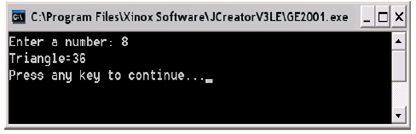 C:\Program Files\Xinox Software\JCreatorV3LE\GE2001.exe
Enter a number: 8
Triangle=36
Press any key to continue..._